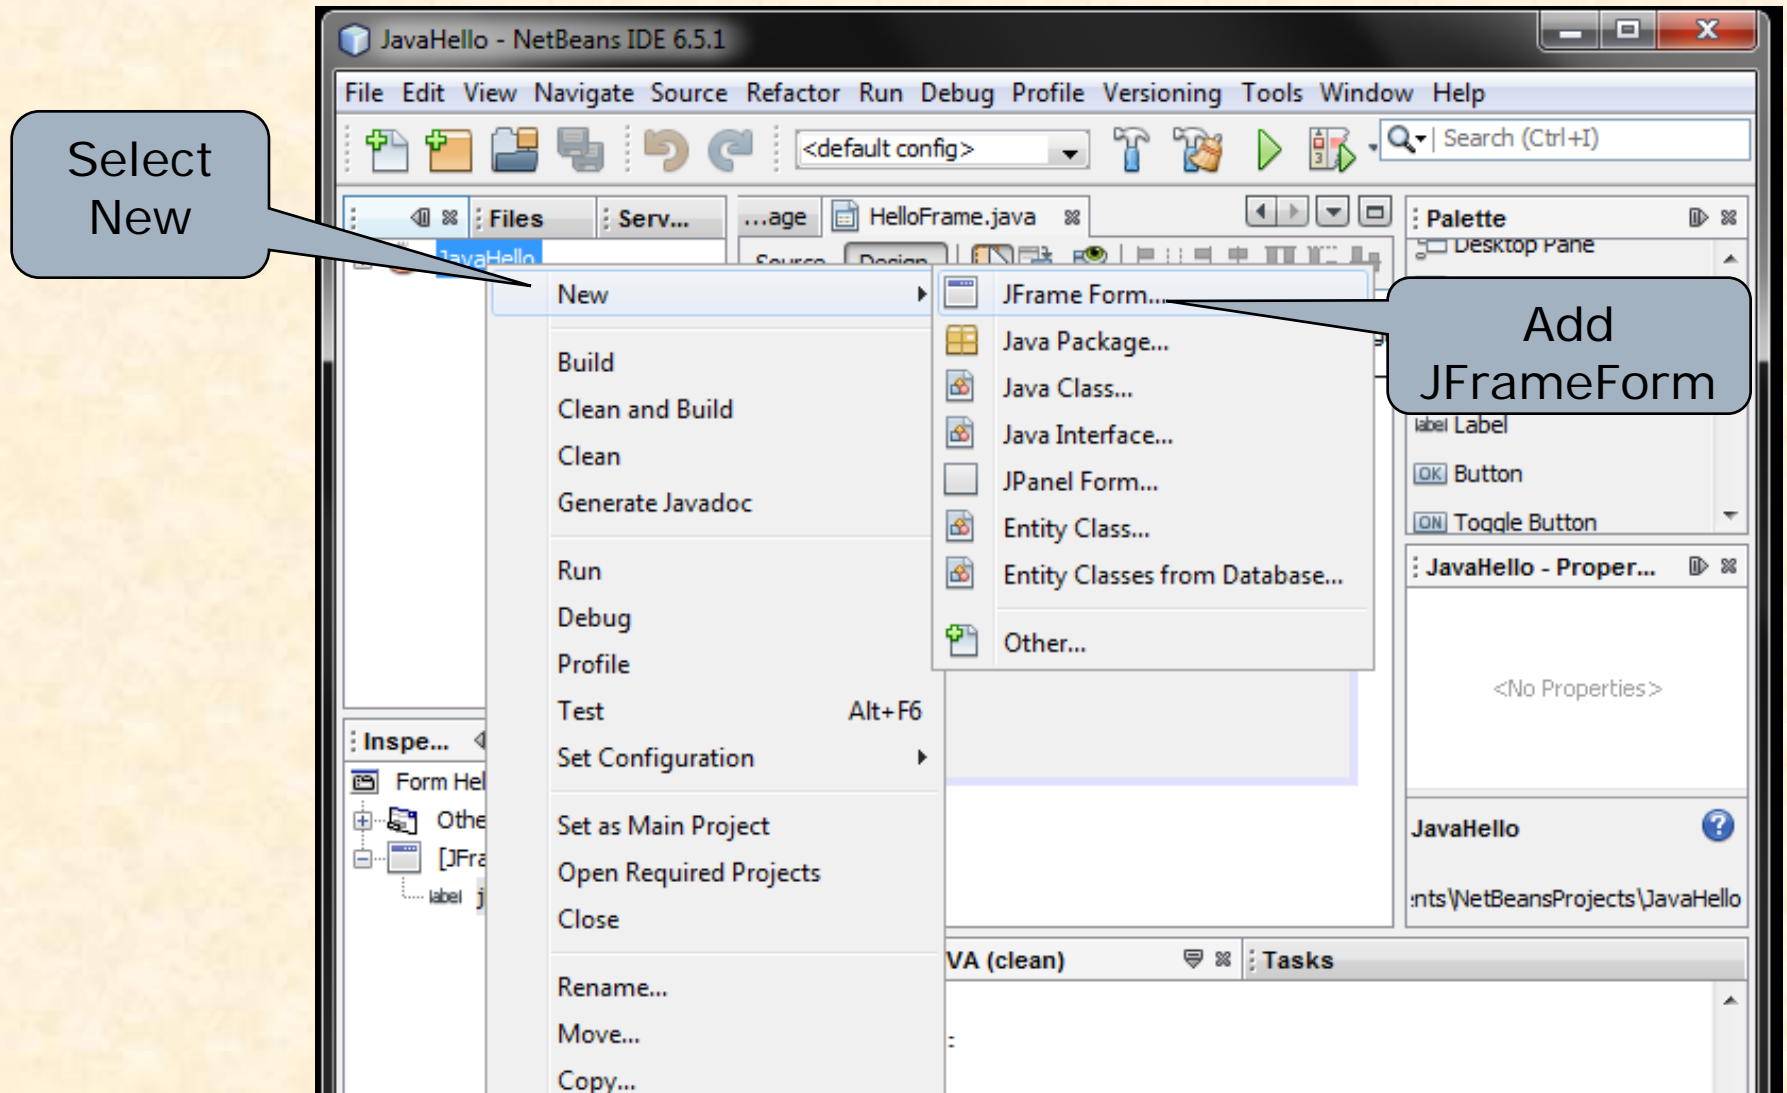 JavaHello - NetBeans IDE 6.5.1
File Edit View Navigate Source Refactor Run Debug Profile Versioning Tools Window Help
<default config>
Search (Ctrl+I)
Select
New
Files
Serv...
...age
HelloFrame.java
Palette
JavaHello
Source
Design
Desktop Pane
New
Build
Clean and Build
Clean
Generate Javadoc
Run
Debug
Profile
Test Alt+F6
Set Configuration
Set as Main Project
Open Required Projects
Close
Rename...
Move...
Copy...
JFrame Form...
Java Package...
Java Class...
Java Interface...
JPanel Form...
Entity Class...
Entity Classes from Database...
Other...
Add
JFrameForm
label Label
OK Button
ON Toggle Button
JavaHello - Proper...
<No Properties>
JavaHello
nts\NetBeansProjects\JavaHello
Inspe...
Form Hel
Othe
[JFra
label j
VA (clean)
Tasks